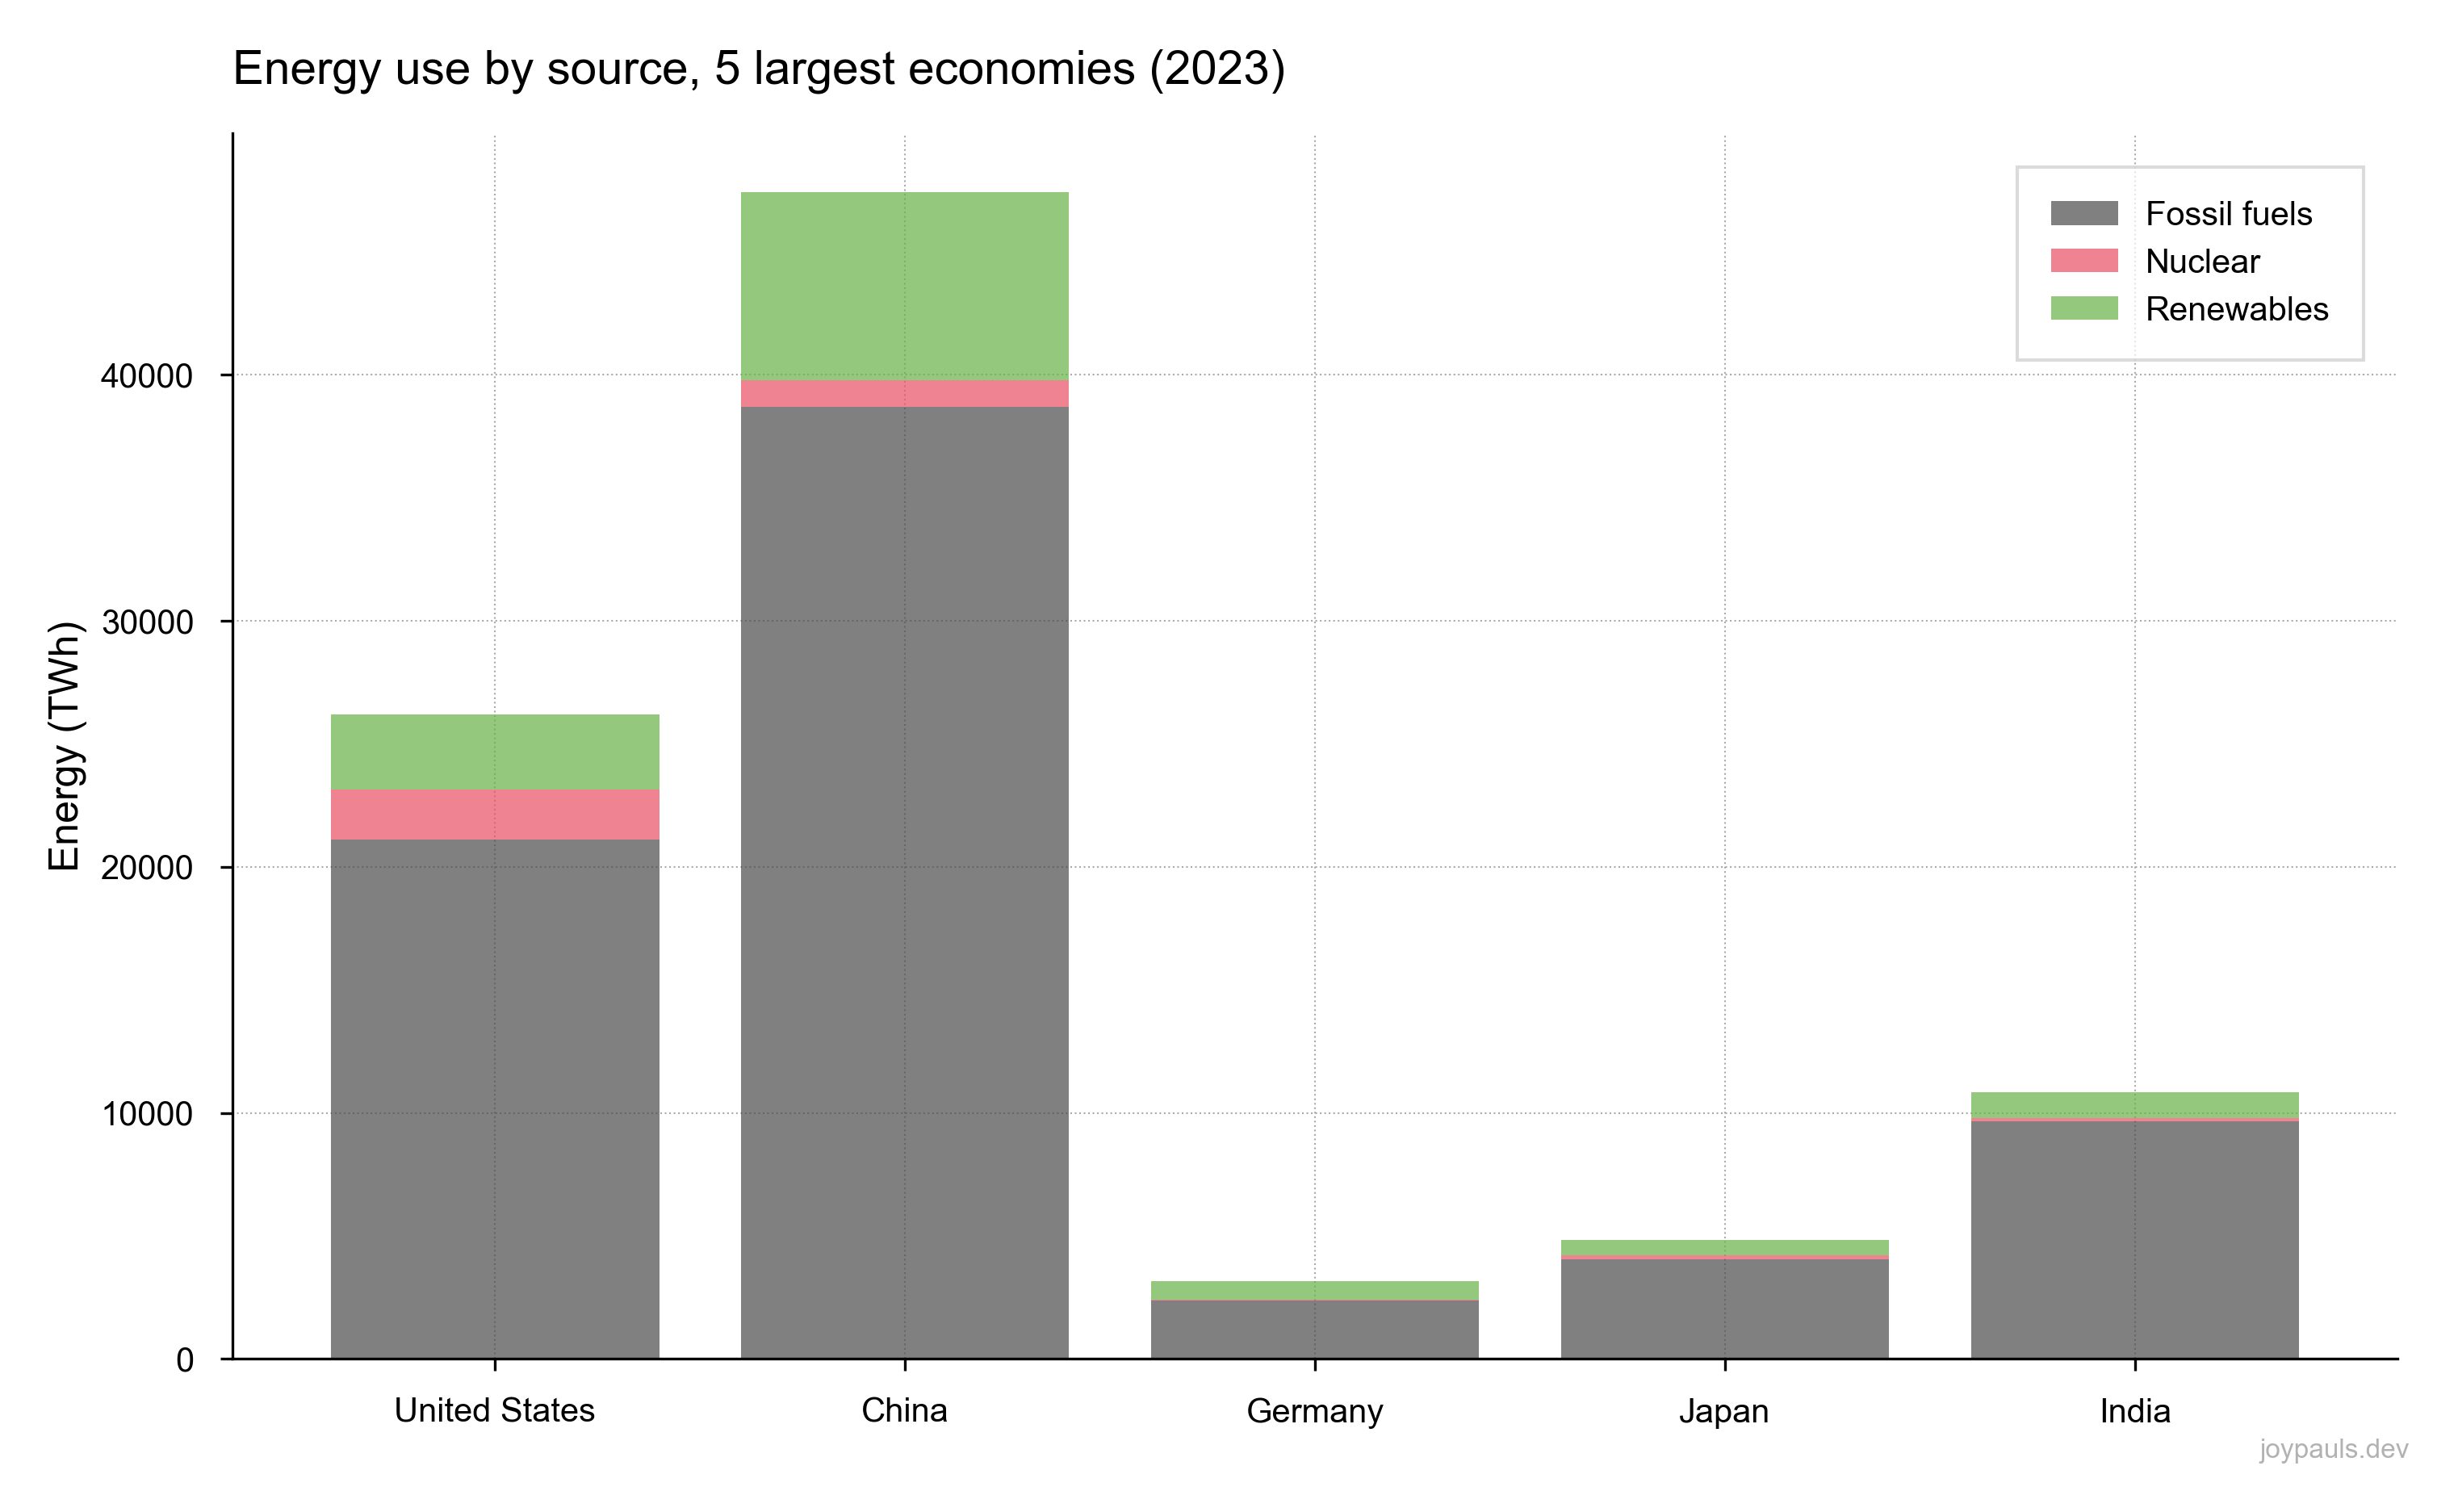 Energy use by source, 5 largest economies (2023)
Fossil fuels
Nuclear
Renewables
Energy (TWh)
40000
30000
20000
10000
0
United States
China
Germany
Japan
India
joypauls.dev